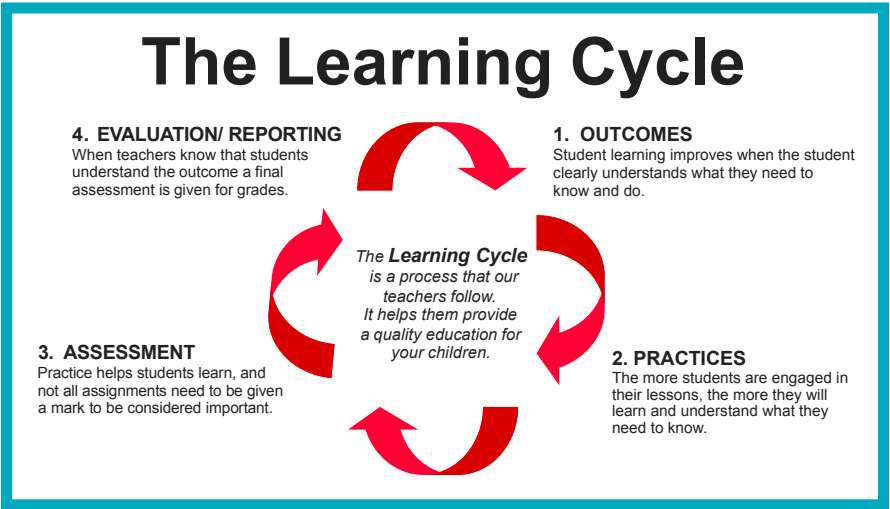 The Learning Cycle
4. EVALUATION/ REPORTING
When teachers know that students
understand the outcome a final
assessment is given for grades.
1. OUTCOMES
Student learning improves when the student
clearly understands what they need to
know and do.
The Learning Cycle
is a process that our
teachers follow.
It helps them provide
a quality education for
your children.
3. ASSESSMENT
Practice helps students learn, and
not all assignments need to be given
a mark to be considered important.
2. PRACTICES
The more students are engaged in
their lessons, the more they will
learn and understand what they
need to know.